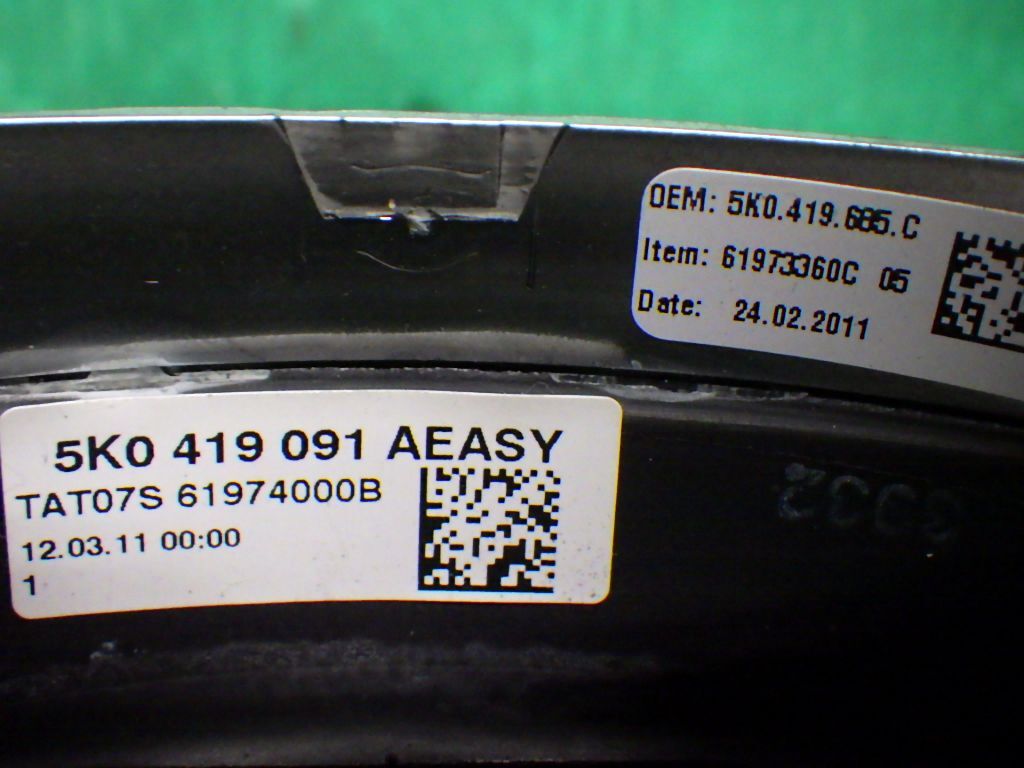 OEM: 5K0.419.685.C
Item: 61973360C 05
Date: 24.02.2011
5K0 419 091 AEASY
TAT07S 61974000B
12.03.11 00:00
1